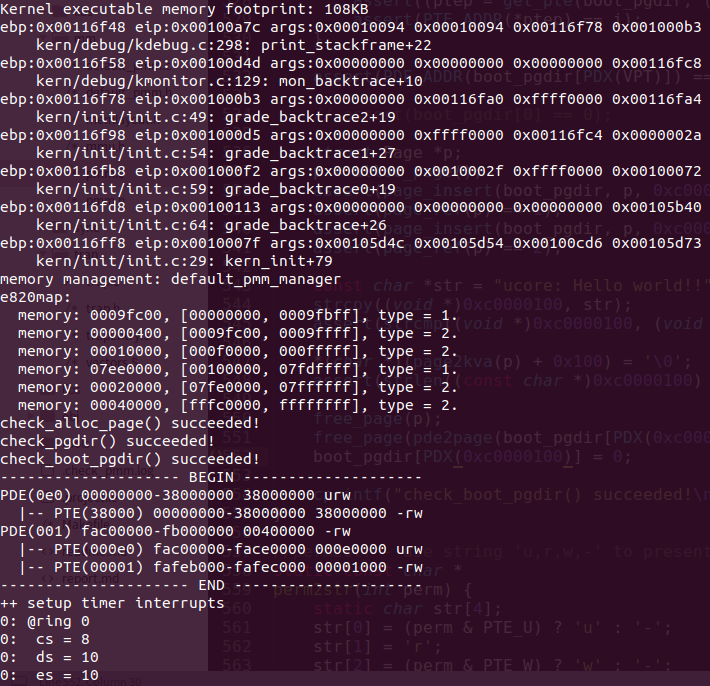 Kernel executable memory footprint: 108KB
ebp:0x00116f48 eip:0x00100a7c args:0x00010094 0x00010094 0x00116f78 0x001000b3
    kern/debug/kdebug.c:298: print_stackframe+22
ebp:0x00116f58 eip:0x00100d4d args:0x00000000 0x00000000 0x00000000 0x00116fc8
    kern/debug/kmonitor.c:129: mon_backtrace+10
ebp:0x00116f78 eip:0x001000b3 args:0x00000000 0x00116fa0 0xffff0000 0x00116fa4
    kern/init/init.c:49: grade_backtrace2+19
ebp:0x00116f98 eip:0x001000d5 args:0x00000000 0xffff0000 0x00116fc4 0x0000002a
    kern/init/init.c:54: grade_backtrace1+27
ebp:0x00116fb8 eip:0x001000f2 args:0x00000000 0x0010002f 0xffff0000 0x00100072
    kern/init/init.c:59: grade_backtrace0+19
ebp:0x00116fd8 eip:0x00100113 args:0x00000000 0x00000000 0x00000000 0x00105b40
    kern/init/init.c:64: grade_backtrace+26
ebp:0x00116ff8 eip:0x0010007f args:0x00105d4c 0x00105d54 0x00100cd6 0x00105d73
    kern/init/init.c:29: kern_init+79
memory management: default_pmm_manager
e820map:
  memory: 0009fc00, [00000000, 0009fbff], type = 1.
  memory: 00000400, [0009fc00, 0009ffff], type = 2.
  memory: 00010000, [000f0000, 000fffff], type = 2.
  memory: 07ee0000, [00100000, 07fdffff], type = 1.
  memory: 00020000, [07fe0000, 07ffffff], type = 2.
  memory: 00040000, [fffc0000, ffffffff], type = 2.
check_alloc_page() succeeded!
check_pgdir() succeeded!
check_boot_pgdir() succeeded!
-------------------- BEGIN --------------------
PDE(0e0) 00000000-38000000 38000000 urw
  |-- PTE(38000) 00000000-38000000 38000000 -rw
PDE(001) fac00000-fb000000 00400000 -rw
  |-- PTE(000e0) fac00000-face0000 000e0000 urw
  |-- PTE(00001) fafeb000-fafec000 00001000 -rw
--------------------- END ---------------------
++ setup timer interrupts
0: @ring 0
0:  cs = 8
0:  ds = 10
0:  es = 10